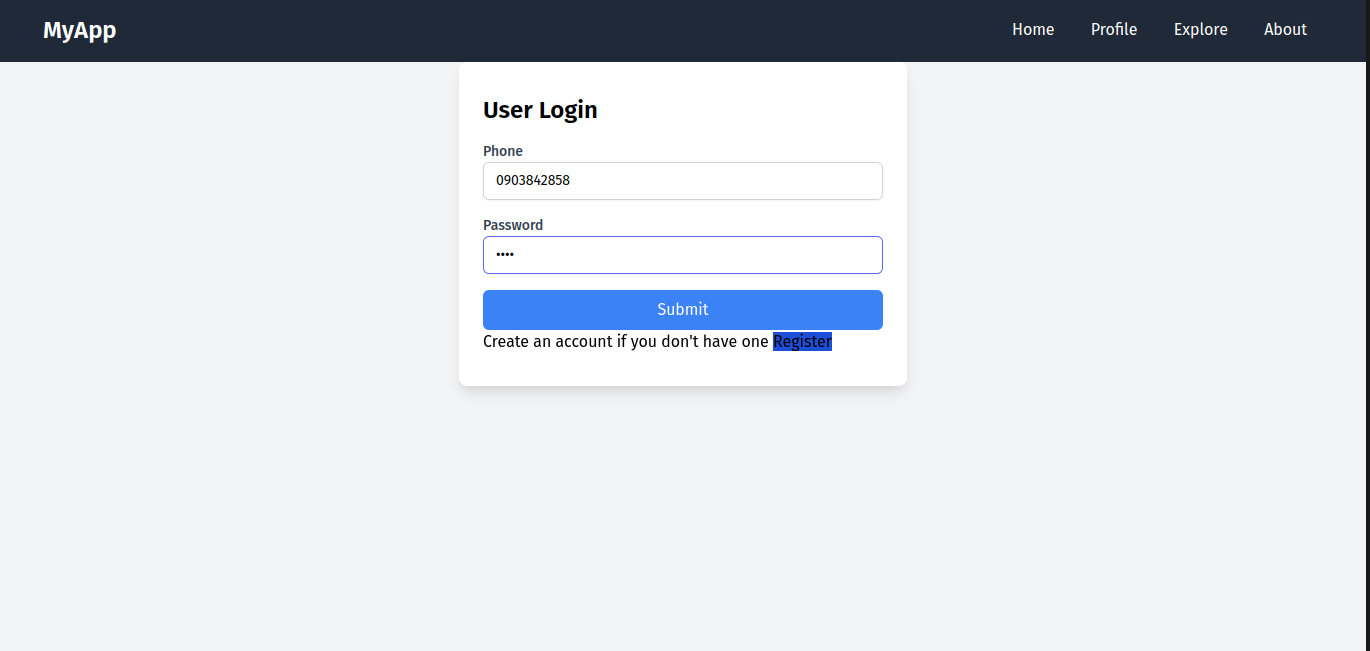 MyApp Home Profile Explore About
User Login
Phone
0903842858
Password
••••
Submit
Create an account if you don't have one Register